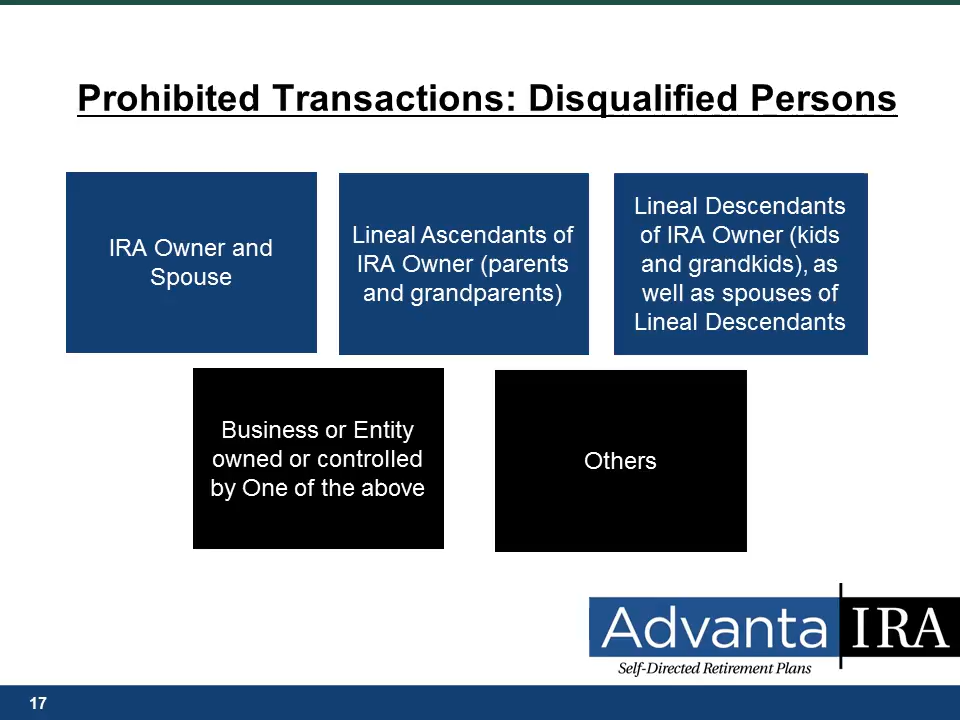 Prohibited Transactions: Disqualified Persons
IRA Owner and
Spouse
Lineal Ascendants of
IRA Owner (parents
and grandparents)
Lineal Descendants
of IRA Owner (kids
and grandkids), as
well as spouses of
Lineal Descendants
Business or Entity
owned or controlled
by One of the above
Others
Advanta IRA
Self-Directed Retirement Plans
17